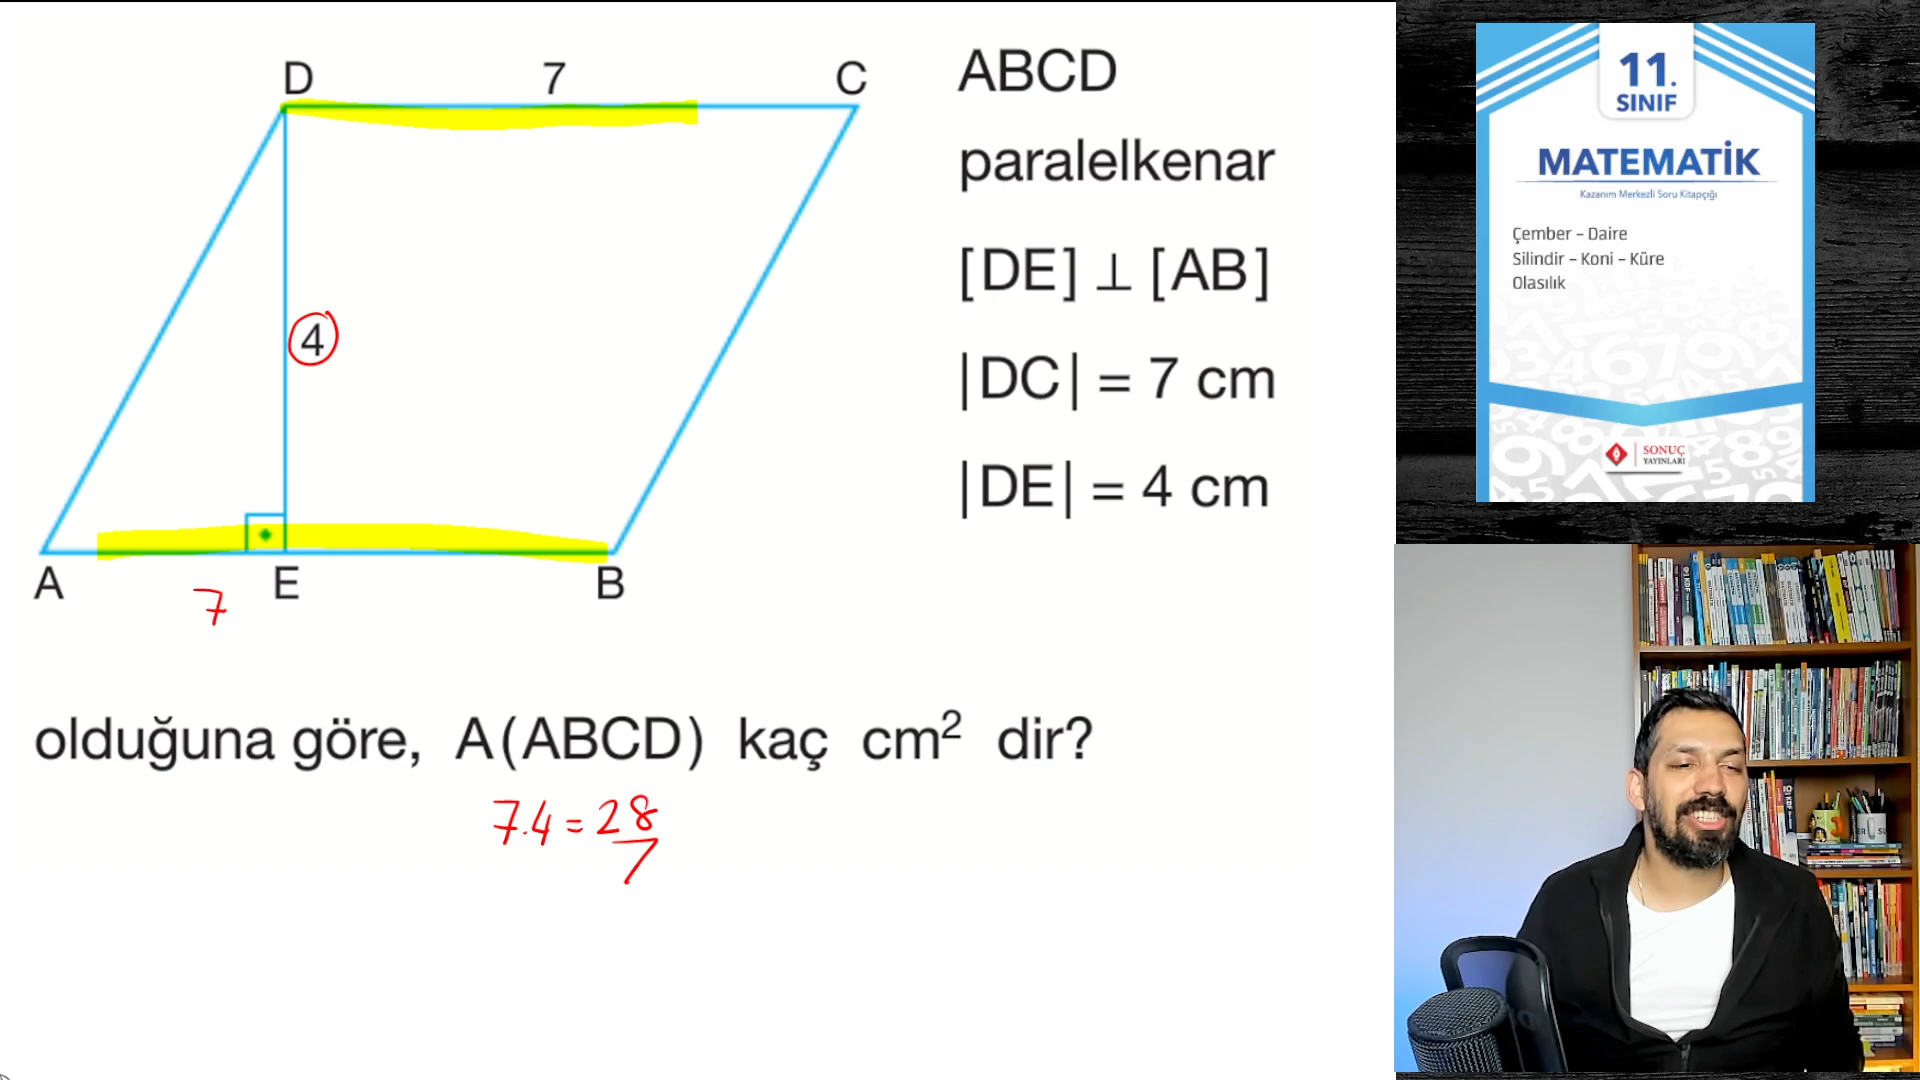 D 7 C
4
A E B
7
ABCD
paralelkenar
[DE] ⊥ [AB]
|DC| = 7 cm
|DE| = 4 cm
olduğuna göre, A(ABCD) kaç cm² dir?
7.4 = 28
11.
SINIF
MATEMATİK
Kazanım Merkezli Soru Kitapçığı
Çember – Daire
Silindir – Koni – Küre
Olasılık
SONUÇ
YAYINLARI